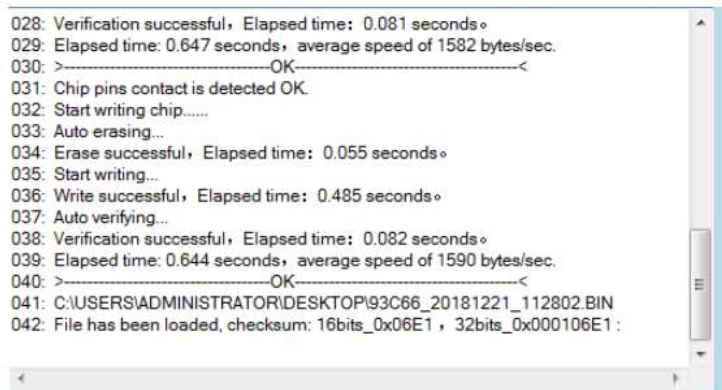 028: Verification successful，Elapsed time：0.081 seconds。
029: Elapsed time: 0.647 seconds，average speed of 1582 bytes/sec.
030: >-----------------------------------OK-----------------------------------<
031: Chip pins contact is detected OK.
032: Start writing chip......
033: Auto erasing...
034: Erase successful，Elapsed time：0.055 seconds。
035: Start writing...
036: Write successful，Elapsed time：0.485 seconds。
037: Auto verifying...
038: Verification successful，Elapsed time：0.082 seconds。
039: Elapsed time: 0.644 seconds，average speed of 1590 bytes/sec.
040: >-----------------------------------OK-----------------------------------<
041: C:\USERS\ADMINISTRATOR\DESKTOP\93C66_20181221_112802.BIN
042: File has been loaded, checksum: 16bits_0x06E1，32bits_0x000106E1 :